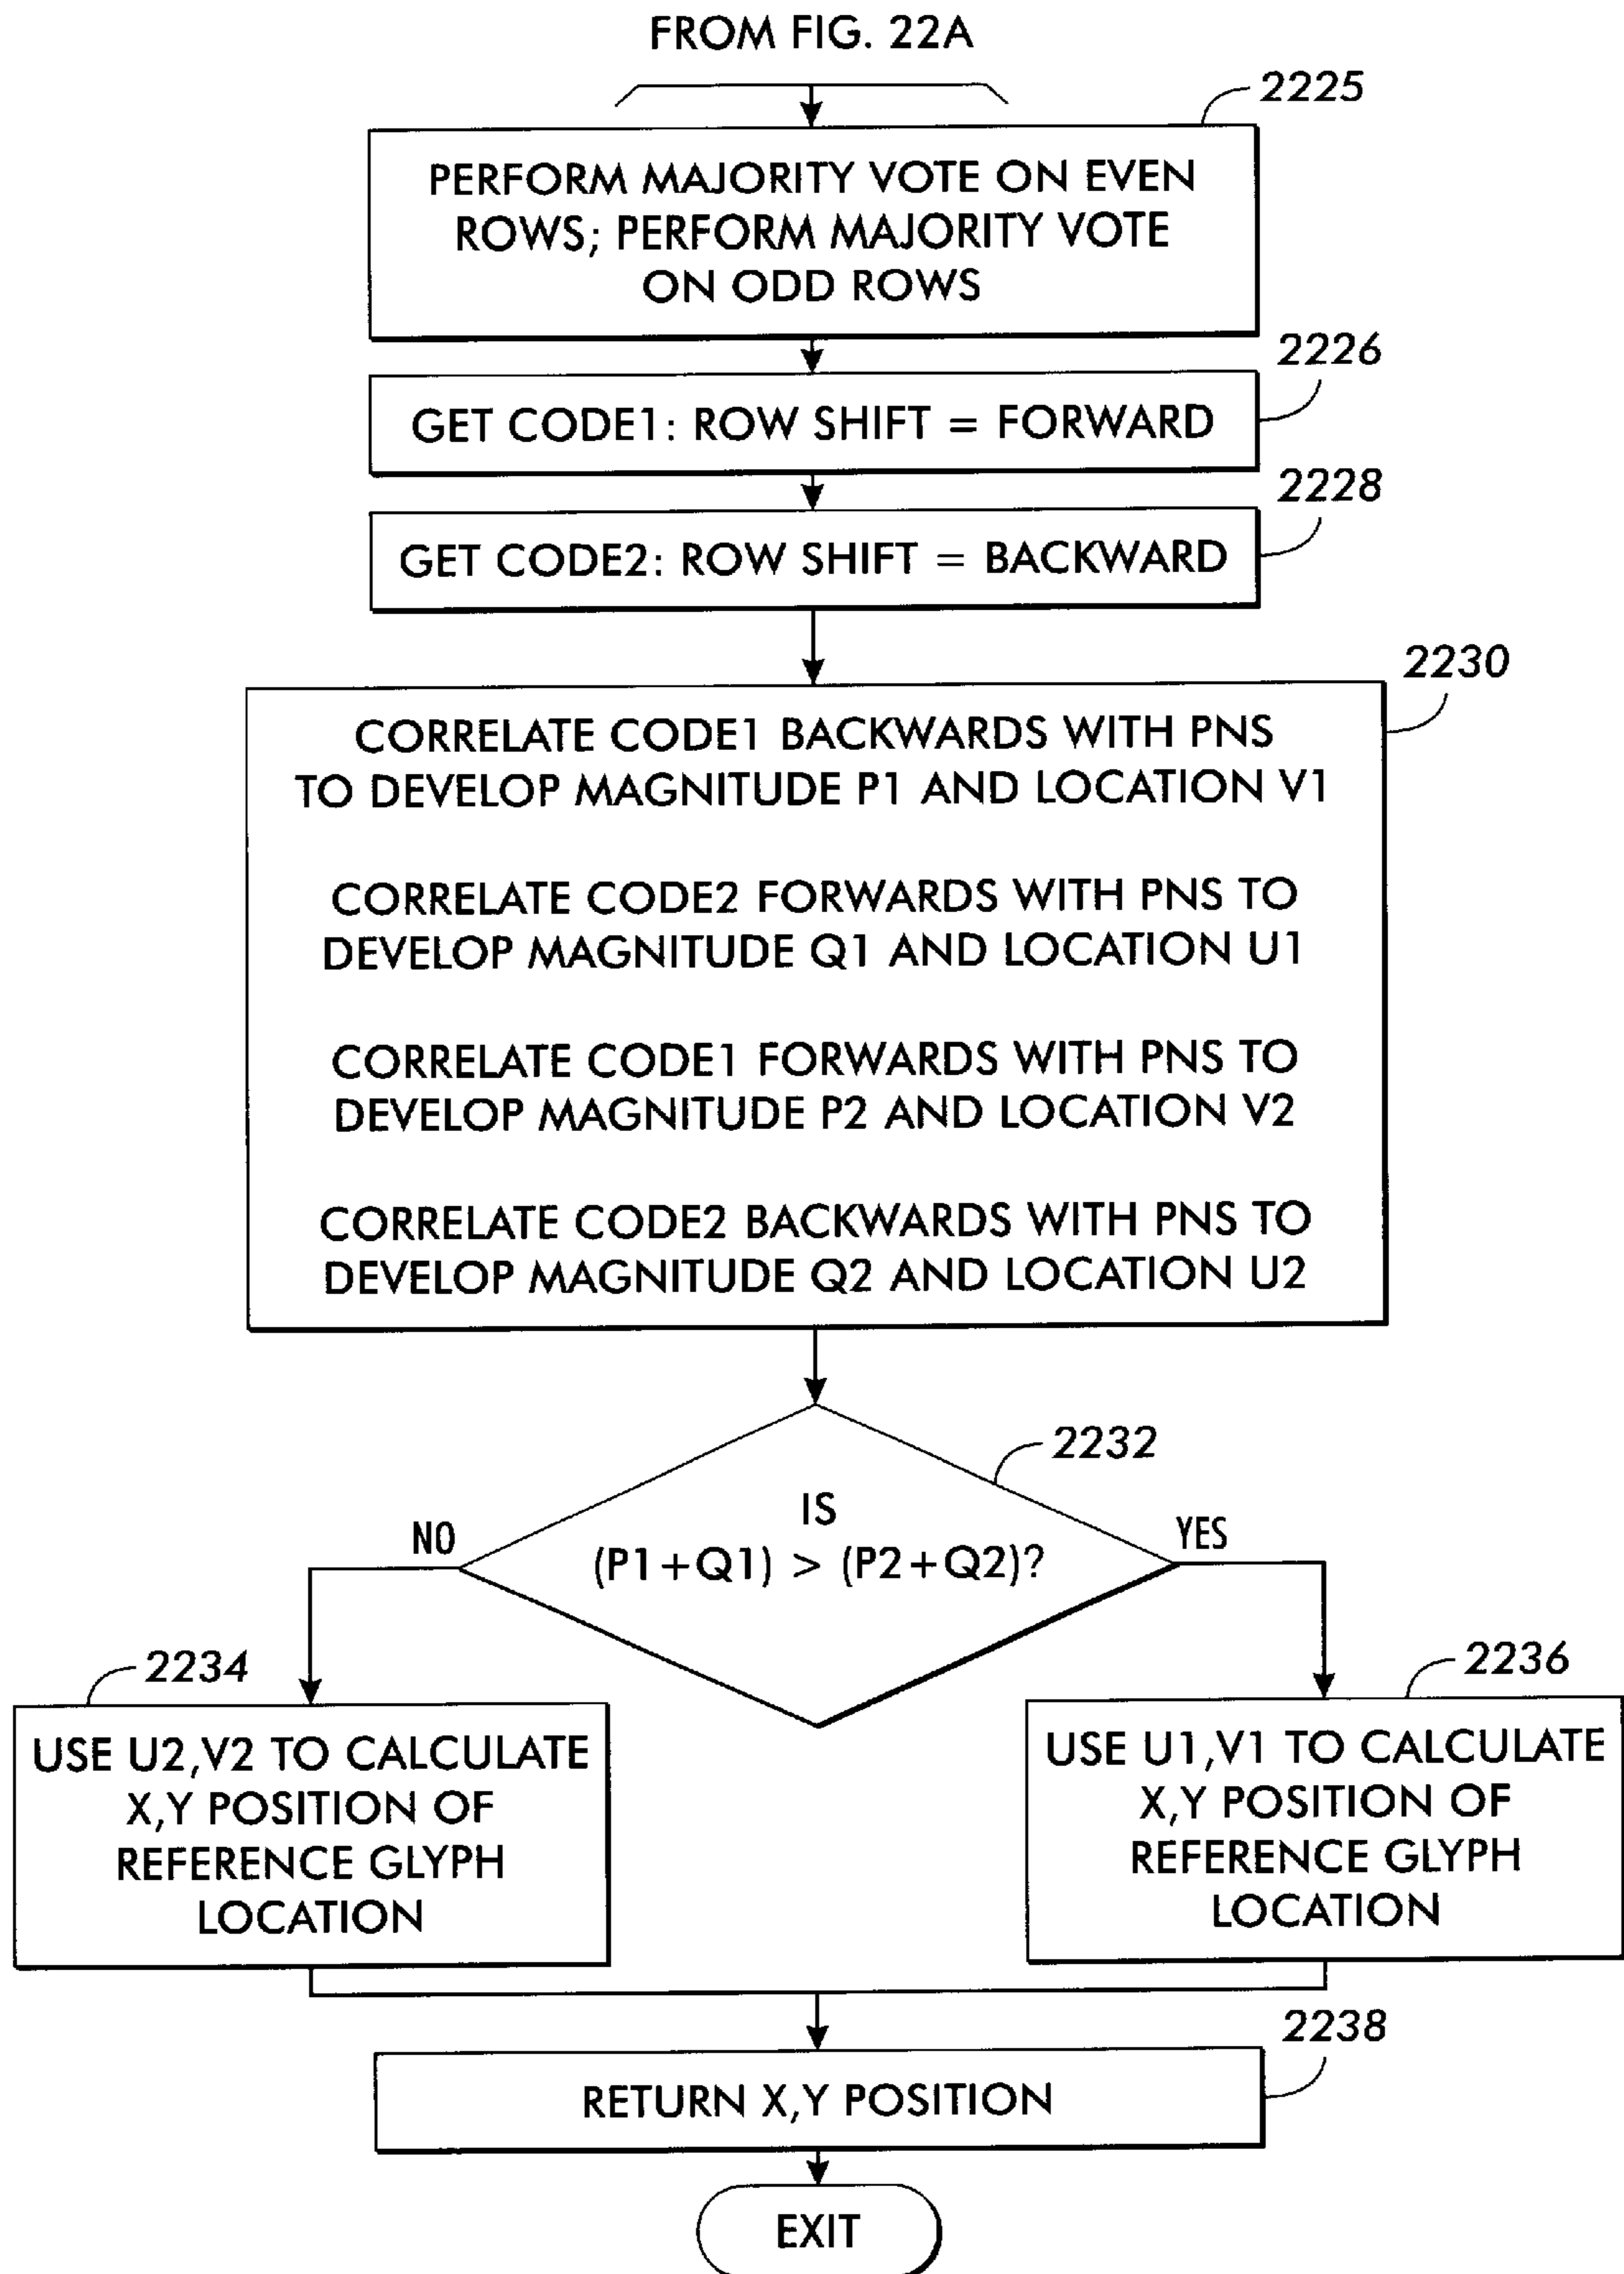 FROM FIG. 22A
2225
PERFORM MAJORITY VOTE ON EVEN
ROWS; PERFORM MAJORITY VOTE
ON ODD ROWS
2226
GET CODE1: ROW SHIFT = FORWARD
2228
GET CODE2: ROW SHIFT = BACKWARD
2230
CORRELATE CODE1 BACKWARDS WITH PNS
TO DEVELOP MAGNITUDE P1 AND LOCATION V1
CORRELATE CODE2 FORWARDS WITH PNS TO
DEVELOP MAGNITUDE Q1 AND LOCATION U1
CORRELATE CODE1 FORWARDS WITH PNS TO
DEVELOP MAGNITUDE P2 AND LOCATION V2
CORRELATE CODE2 BACKWARDS WITH PNS TO
DEVELOP MAGNITUDE Q2 AND LOCATION U2
2232
IS
(P1+Q1) > (P2+Q2)?
NO
YES
2234
USE U2,V2 TO CALCULATE
X,Y POSITION OF
REFERENCE GLYPH
LOCATION
2236
USE U1,V1 TO CALCULATE
X,Y POSITION OF
REFERENCE GLYPH
LOCATION
2238
RETURN X,Y POSITION
EXIT